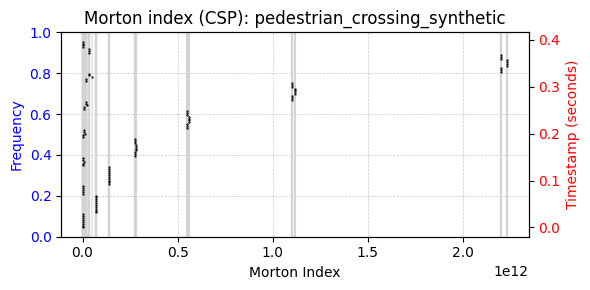 Morton index (CSP): pedestrian_crossing_synthetic
Frequency
1.0
0.8
0.6
0.4
0.2
0.0
0.4
0.3
0.2
0.1
0.0
Timestamp (seconds)
0.0 0.5 1.0 1.5 2.0
1e12
Morton Index